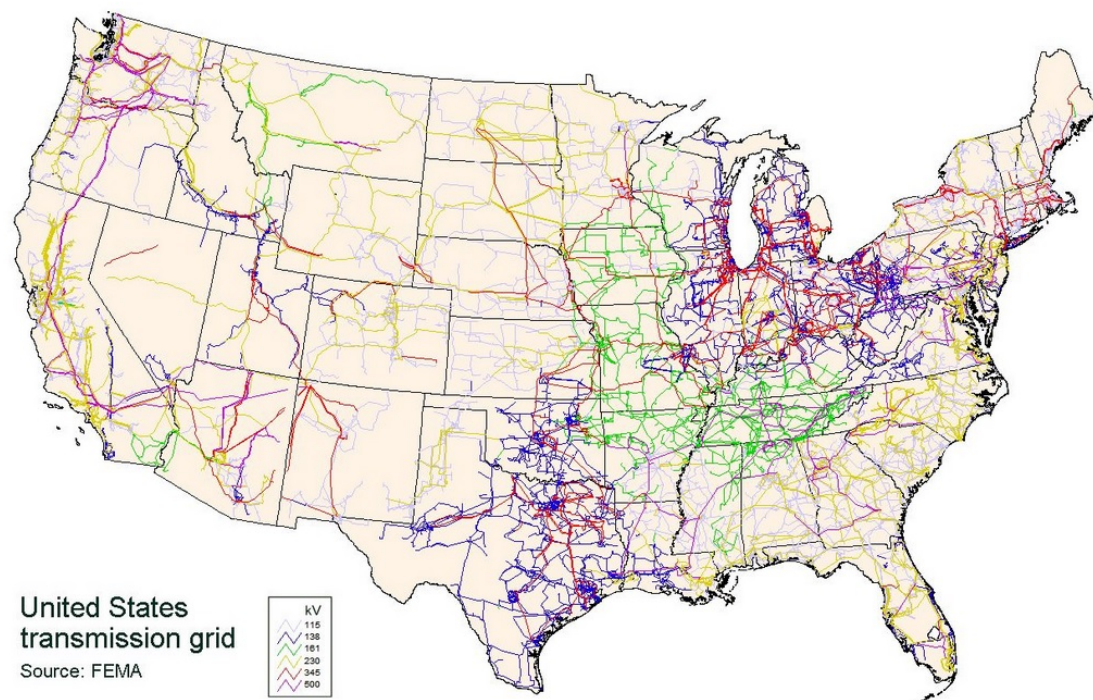 United States
transmission grid
Source: FEMA
kV
115
138
161
230
345
500